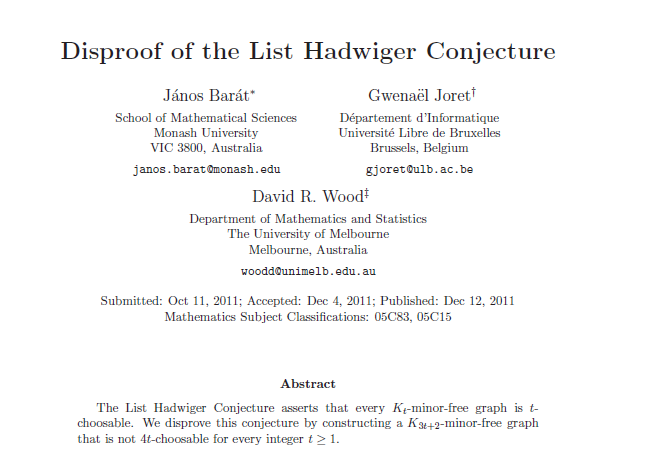 Disproof of the List Hadwiger Conjecture
János Barát*
School of Mathematical Sciences
Monash University
VIC 3800, Australia
janos.barat@monash.edu
Gwenaël Joret†
Département d'Informatique
Université Libre de Bruxelles
Brussels, Belgium
gjoret@ulb.ac.be
David R. Wood‡
Department of Mathematics and Statistics
The University of Melbourne
Melbourne, Australia
woodd@unimelb.edu.au
Submitted: Oct 11, 2011; Accepted: Dec 4, 2011; Published: Dec 12, 2011
Mathematics Subject Classifications: 05C83, 05C15
Abstract
The List Hadwiger Conjecture asserts that every Kₜ-minor-free graph is t-
choosable. We disprove this conjecture by constructing a K₃ₜ₊₂-minor-free graph
that is not 4t-choosable for every integer t ≥ 1.